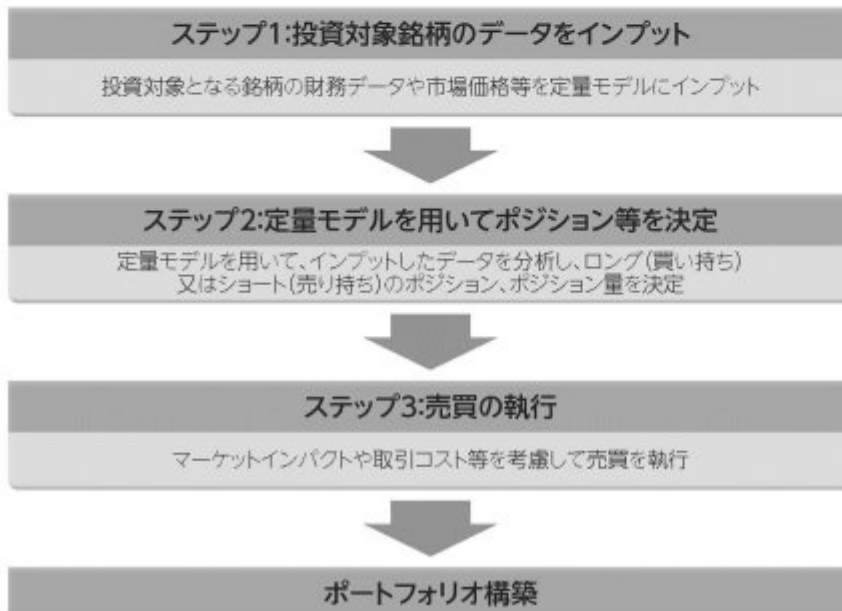 ステップ1:投資対象銘柄のデータをインプット
投資対象となる銘柄の財務データや市場価格等を定量モデルにインプット
ステップ2:定量モデルを用いてポジション等を決定
定量モデルを用いて、インプットしたデータを分析し、ロング(買い持ち)
又はショート(売り持ち)のポジション、ポジション量を決定
ステップ3:売買の執行
マーケットインパクトや取引コスト等を考慮して売買を執行
ポートフォリオ構築